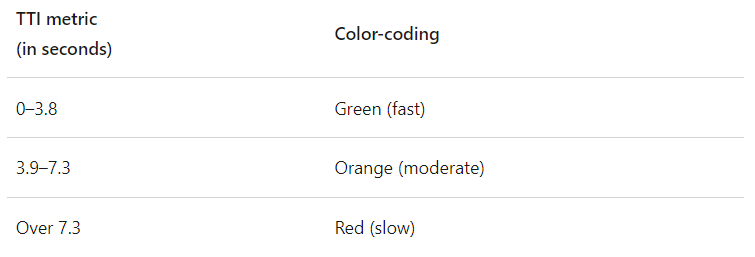 TTI metric
(in seconds)
Color-coding
0–3.8
Green (fast)
3.9–7.3
Orange (moderate)
Over 7.3
Red (slow)